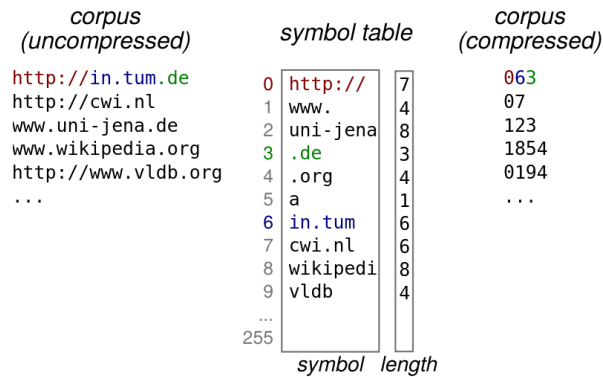 corpus
(uncompressed)
http://in.tum.de
http://cwi.nl
www.uni-jena.de
www.wikipedia.org
http://www.vldb.org
...
symbol table
0 http:// 7
1 www. 4
2 uni-jena 8
3 .de 3
4 .org 4
5 a 1
6 in.tum 6
7 cwi.nl 6
8 wikipedi 8
9 vldb 4
...
255
symbol length
corpus
(compressed)
063
07
123
1854
0194
...